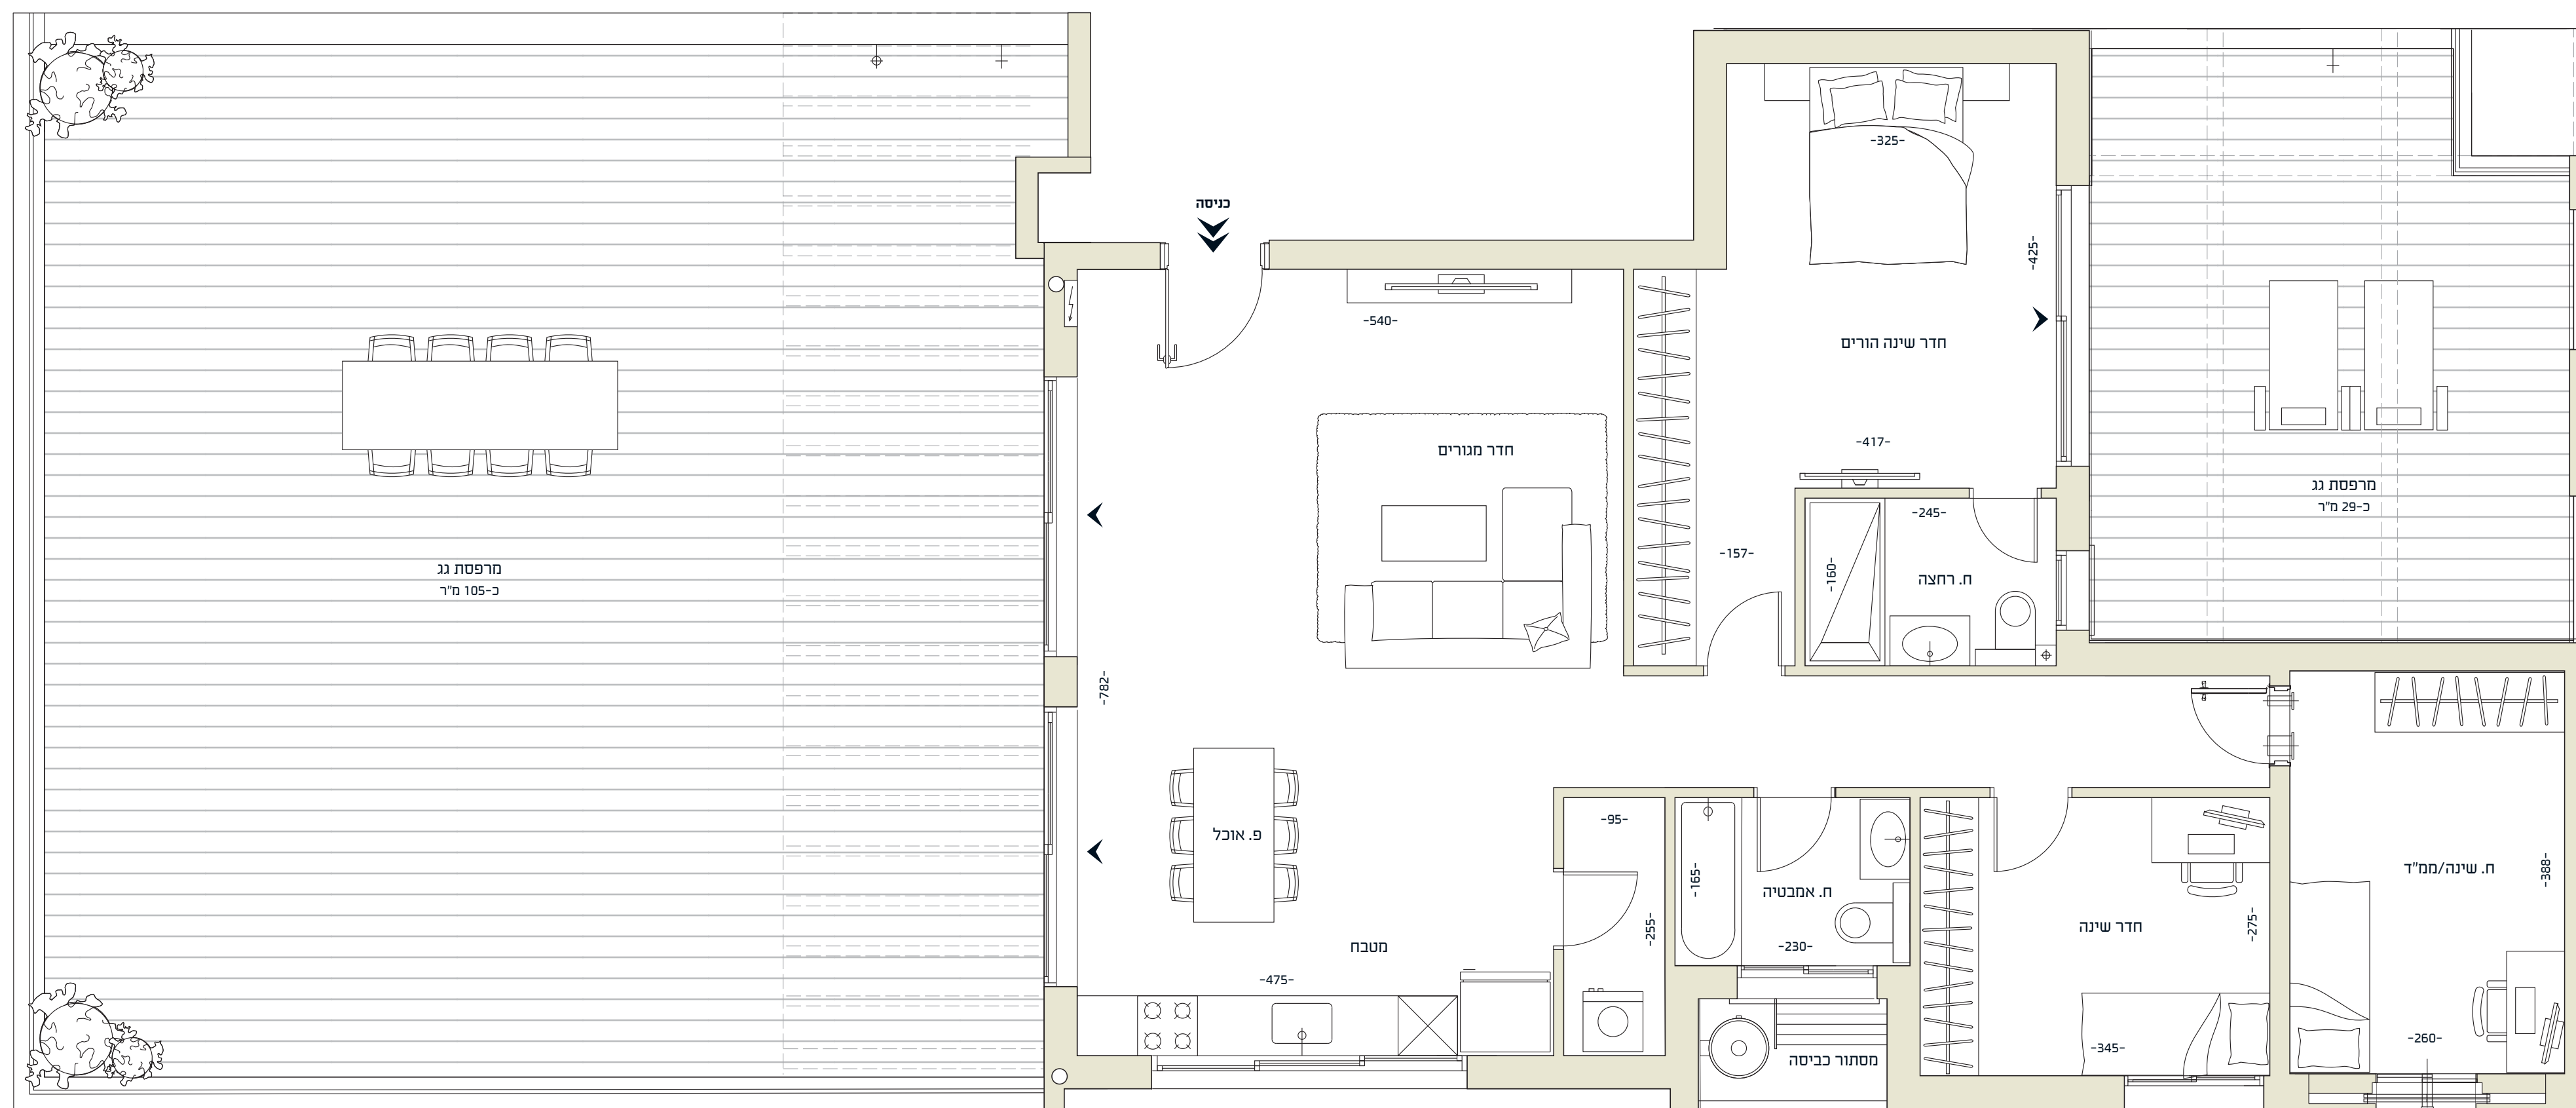 כניסה
-540-
חדר מגורים
-782-
פ. אוכל
מטבח
-475-
מרפסת גג
כ-105 מ"ר
-325-
-425-
חדר שינה הורים
-417-
-157-
-245-
-160-
ח. רחצה
מרפסת גג
כ-29 מ"ר
-95-
-255-
-165-
ח. אמבטיה
-230-
מסתור כביסה
חדר שינה
-275-
-345-
ח. שינה/ממ"ד
-388-
-260-